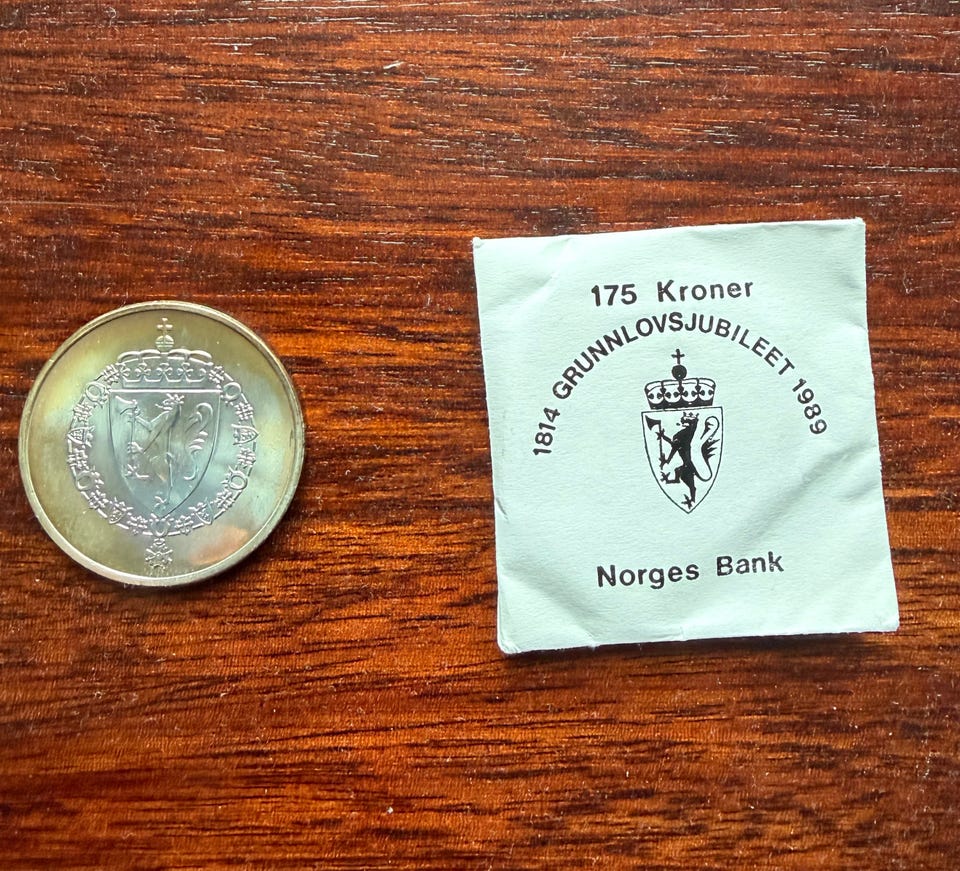 175 Kroner
1814 GRUNNLOVSJUBILEET 1989
Norges Bank